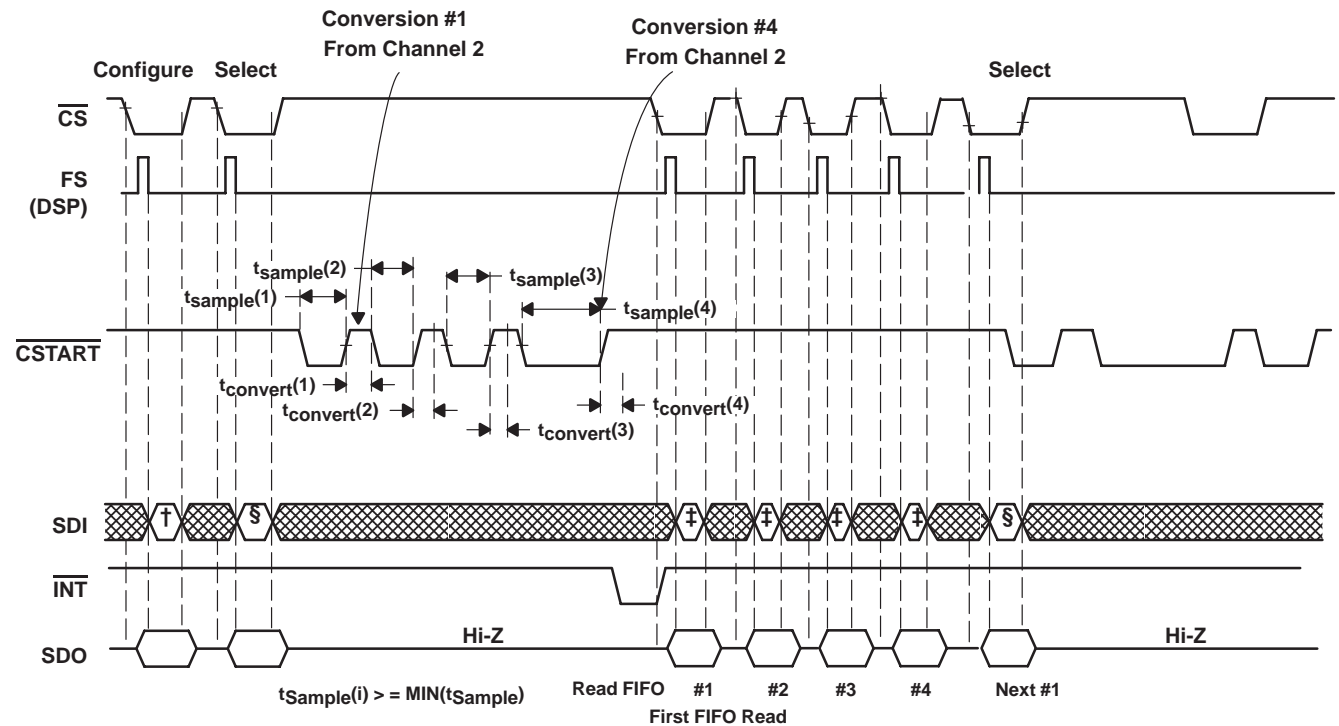 Conversion #1
From Channel 2
Conversion #4
From Channel 2
Configure
Select
Select
CS
FS
(DSP)
tsample(2)
tsample(3)
tsample(1)
tsample(4)
CSTART
tconvert(1)
tconvert(4)
tconvert(2)
tconvert(3)
SDI
†
§
‡
‡
‡
‡
§
INT
Hi-Z
Hi-Z
SDO
tSample(i) > = MIN(tSample)
Read FIFO
#1
#2
#3
#4
Next #1
First FIFO Read